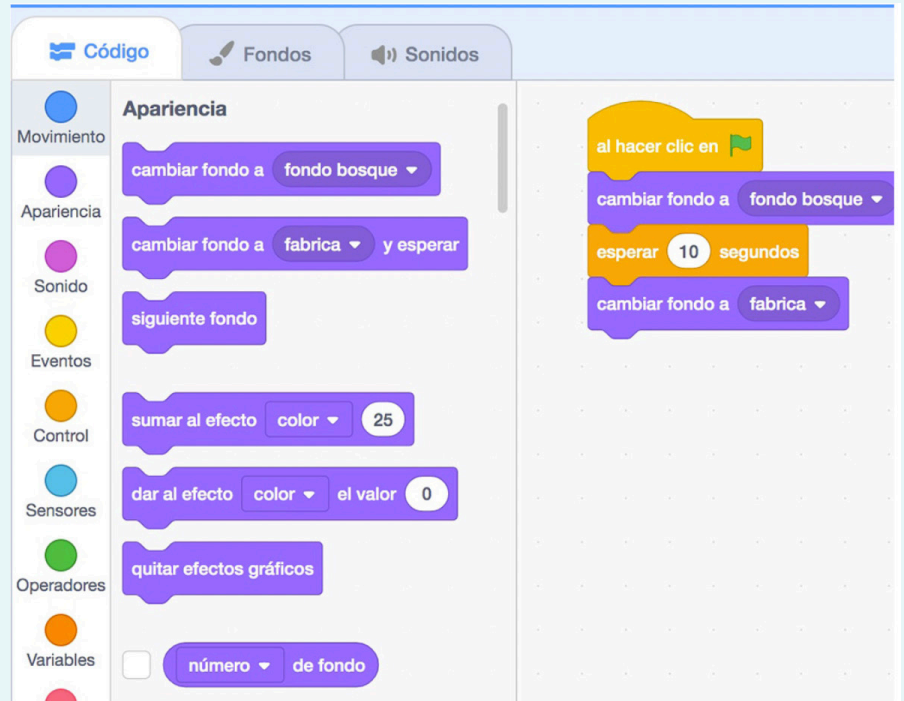 Código
Fondos
Sonidos
Movimiento
Apariencia
Sonido
Eventos
Control
Sensores
Operadores
Variables
Apariencia
cambiar fondo a fondo bosque
cambiar fondo a fabrica y esperar
siguiente fondo
sumar al efecto color 25
dar al efecto color el valor 0
quitar efectos gráficos
número de fondo
al hacer clic en
cambiar fondo a fondo bosque
esperar 10 segundos
cambiar fondo a fabrica